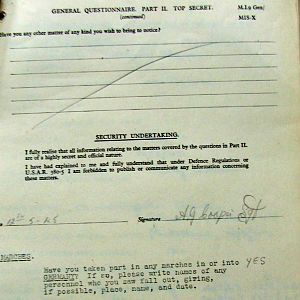 GENERAL QUESTIONNAIRE. PART II. TOP SECRET.
(continued)
M.I.9 Gen/
MIS-X
Have you any other matter of any kind you wish to bring to notice?
SECURITY UNDERTAKING.
I fully realise that all information relating to the matters covered by the questions in Part II.
are of a highly secret and official nature.
I have had explained to me and fully understand that under Defence Regulations or
U.S.A.R. 380-5 I am forbidden to publish or communicate any information concerning
these matters.
5-45
Signature
MARCHES.
Have you taken part in any marches in or into YES
GERMANY? If so, please write names of any
personnel who you saw fall out, giving,
if possible, place, name, and date.